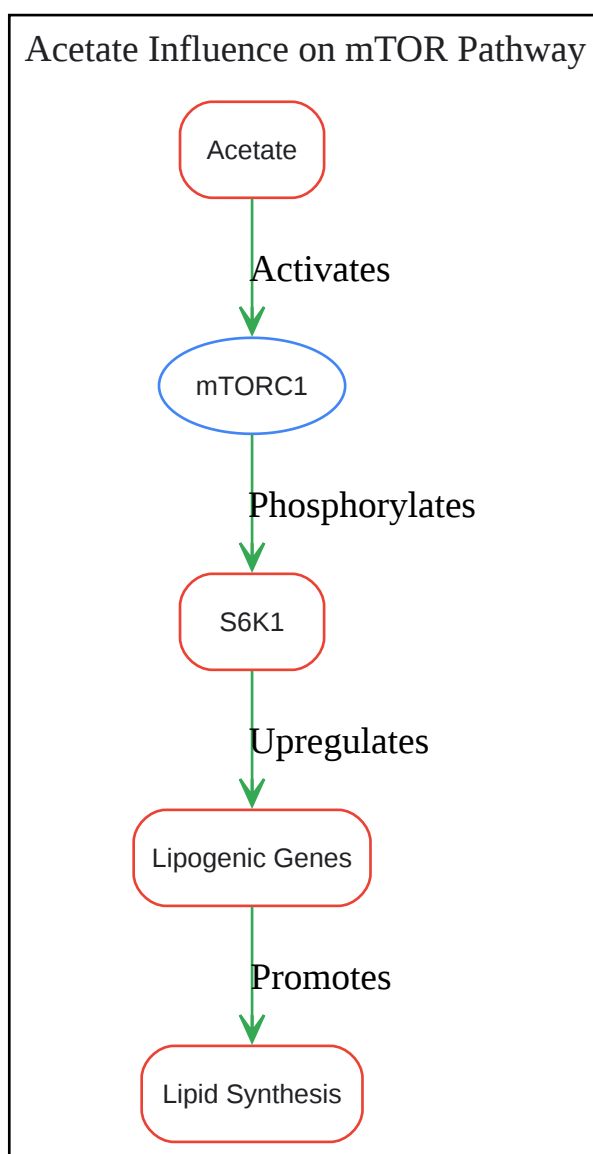 Acetate Influence on mTOR Pathway
Acetate
Activates
mTORC1
Phosphorylates
S6K1
Upregulates
Lipogenic Genes
Promotes
Lipid Synthesis